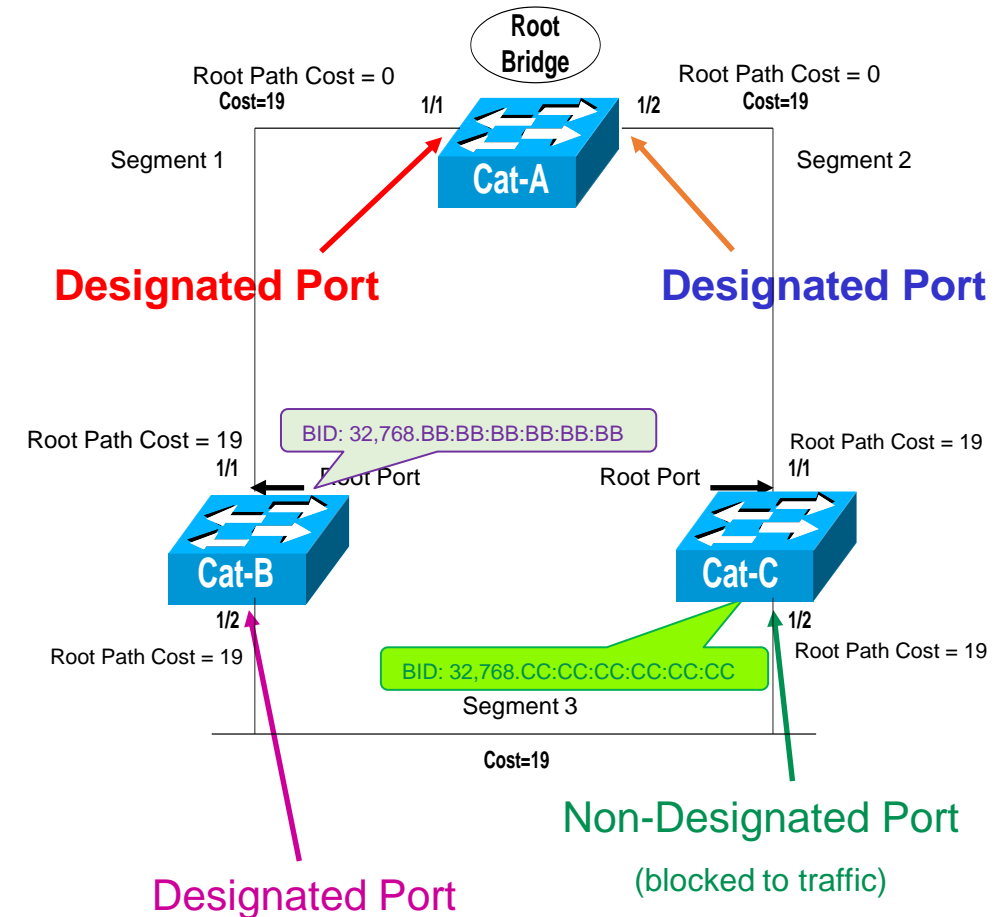 Root
Bridge
Root Path Cost = 0
Root Path Cost = 0
Cost=19
1/1
1/2
Cost=19
Segment 1
Segment 2
Cat-A
Designated Port
Designated Port
BID: 32,768.BB:BB:BB:BB:BB:BB
Root Path Cost = 19
Root Path Cost = 19
1/1
1/1
Root Port
Root Port
Cat-B
Cat-C
1/2
1/2
Root Path Cost = 19
Root Path Cost = 19
BID: 32,768.CC:CC:CC:CC:CC:CC
Segment 3
Cost=19
Non-Designated Port
(blocked to traffic)
Designated Port